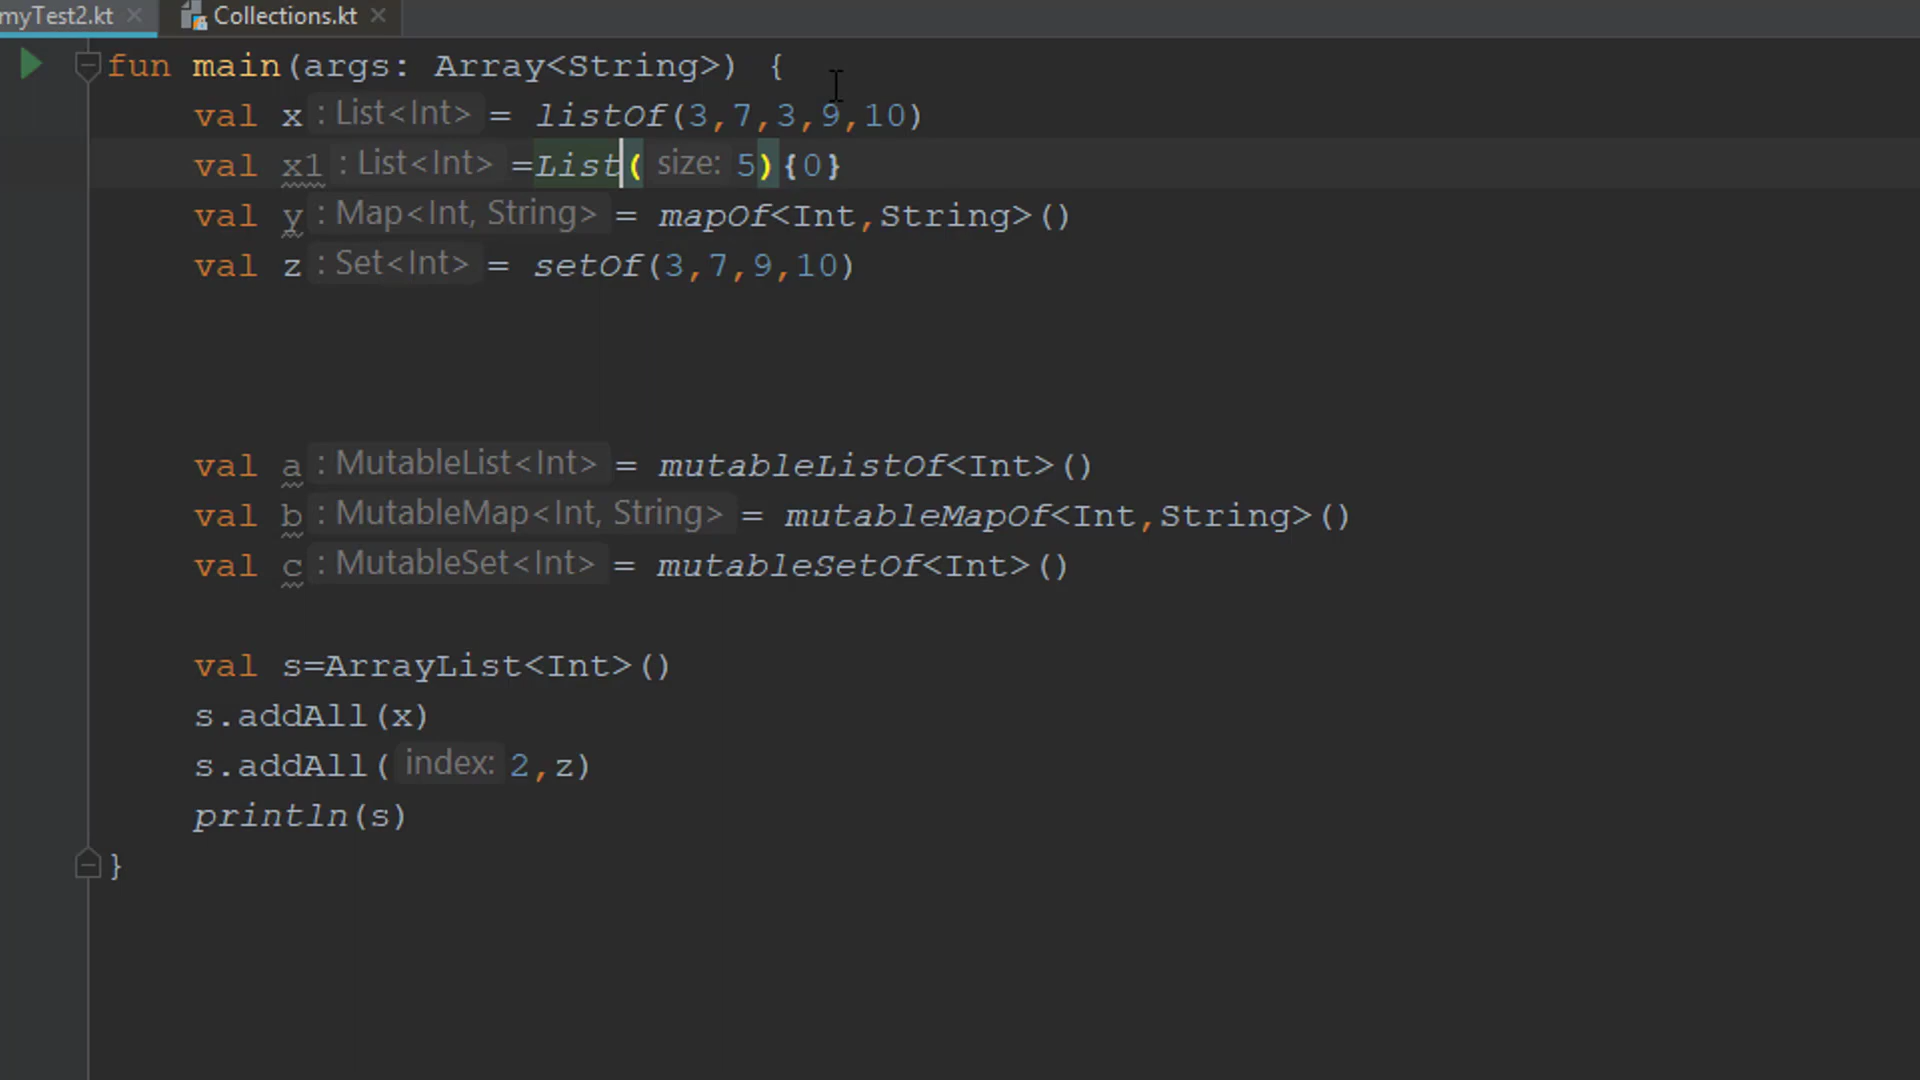 myTest2.kt Collections.kt
fun main(args: Array<String>) {
val x : List<Int> = listOf(3,7,3,9,10)
val x1 : List<Int> =List( size: 5){0}
val y : Map<Int, String> = mapOf<Int,String>()
val z : Set<Int> = setOf(3,7,9,10)
val a : MutableList<Int> = mutableListOf<Int>()
val b : MutableMap<Int, String> = mutableMapOf<Int,String>()
val c : MutableSet<Int> = mutableSetOf<Int>()
val s=ArrayList<Int>()
s.addAll(x)
s.addAll( index: 2,z)
println(s)
}